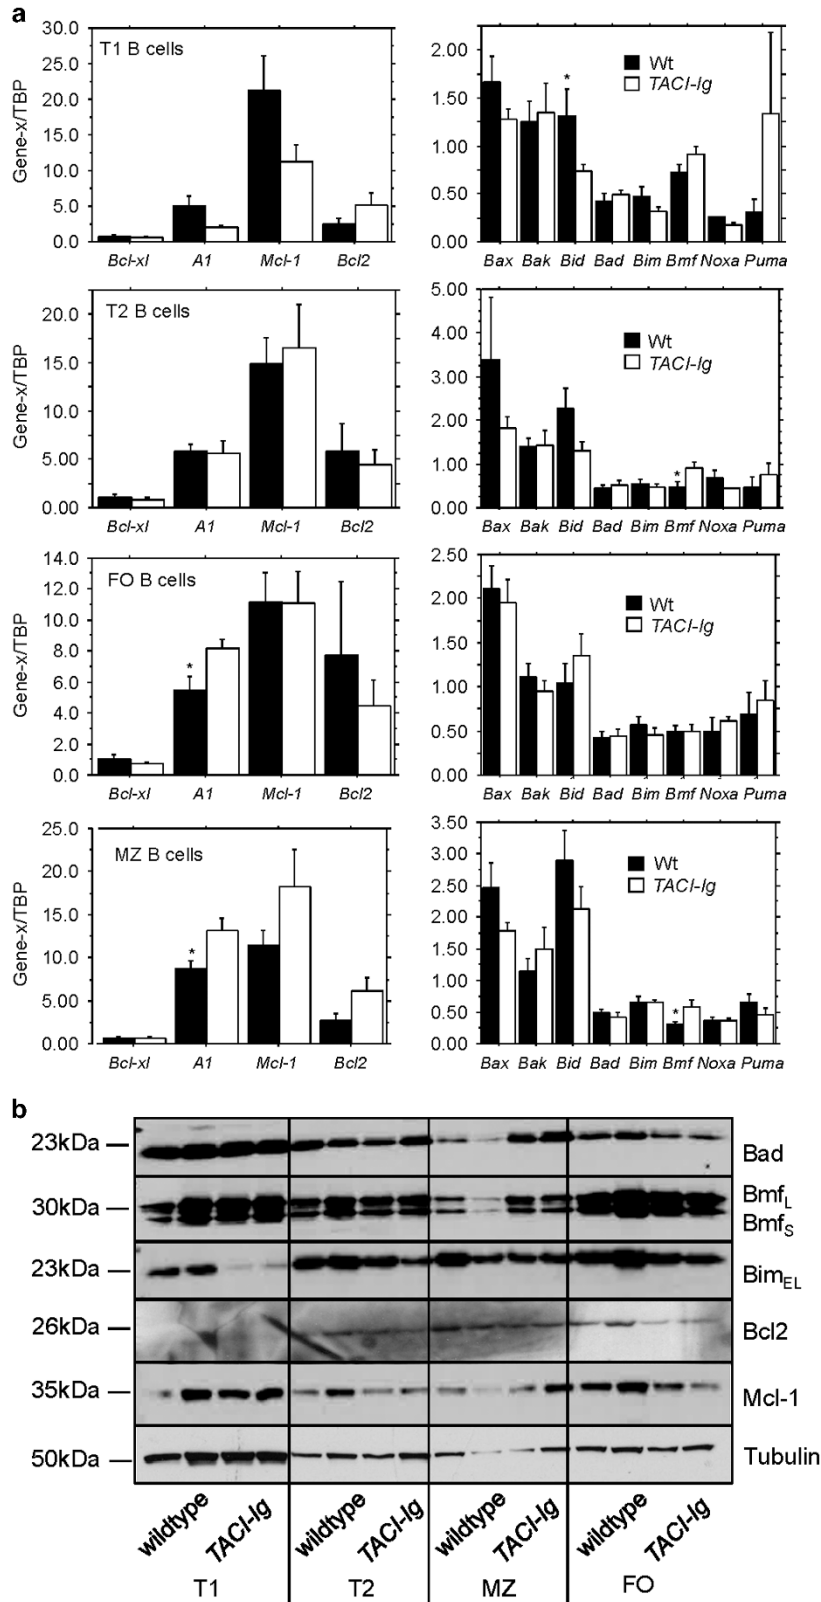 a
T1 B cells
Gene-x/TBP
30.0
25.0
20.0
15.0
10.0
5.0
0.0
Bcl-xl A1 Mcl-1 Bcl2
Wt
TACI-Ig
*
2.00
1.50
1.00
0.50
0.00
Bax Bak Bid Bad Bim Bmf Noxa Puma
T2 B cells
Gene-x/TBP
20.0
15.0
10.0
5.00
0.00
Bcl-xl A1 Mcl-1 Bcl2
Wt
TACI-Ig
*
5.00
4.00
3.00
2.00
1.00
0.00
Bax Bak Bid Bad Bim Bmf Noxa Puma
FO B cells
Gene-x/TBP
14.0
12.0
10.0
8.0
6.0
4.0
2.0
0.0
*
Bcl-xl A1 Mcl-1 Bcl2
Wt
TACI-Ig
2.50
2.00
1.50
1.00
0.50
0.00
Bax Bak Bid Bad Bim Bmf Noxa Puma
MZ B cells
Gene-x/TBP
25.0
20.0
15.0
10.0
5.00
0.00
*
Bcl-xl A1 Mcl-1 Bcl2
Wt
TACI-Ig
*
3.50
3.00
2.50
2.00
1.50
1.00
0.50
0.00
Bax Bak Bid Bad Bim Bmf Noxa Puma
b
23kDa Bad
30kDa BmfL
BmfS
23kDa BimEL
26kDa Bcl2
35kDa Mcl-1
50kDa Tubulin
wildtype TACI-Ig wildtype TACI-Ig wildtype TACI-Ig wildtype TACI-Ig
T1 T2 MZ FO